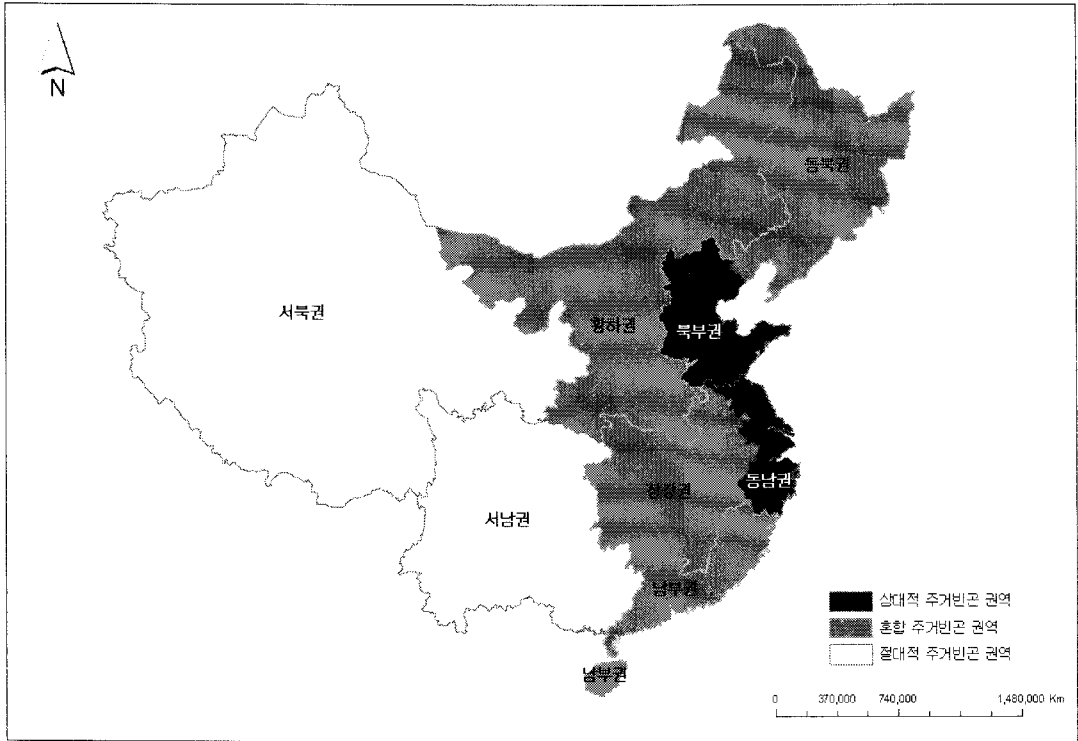 N
동북권
서북권
황하권
북부권
장강권
동남권
서남권
남부권
남부권
상대적 주거빈곤 권역
혼합 주거빈곤 권역
절대적 주거빈곤 권역
0 370,000 740,000 1,480,000 Km